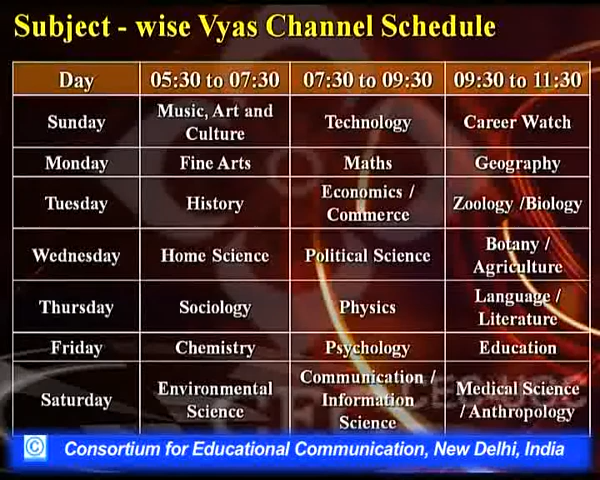 Subject - wise Vyas Channel Schedule
Day 05:30 to 07:30 07:30 to 09:30 09:30 to 11:30
Sunday Music, Art and Culture Technology Career Watch
Monday Fine Arts Maths Geography
Tuesday History Economics / Commerce Zoology /Biology
Wednesday Home Science Political Science Botany / Agriculture
Thursday Sociology Physics Language / Literature
Friday Chemistry Psychology Education
Saturday Environmental Science Communication / Information Science Medical Science / Anthropology
© Consortium for Educational Communication, New Delhi, India